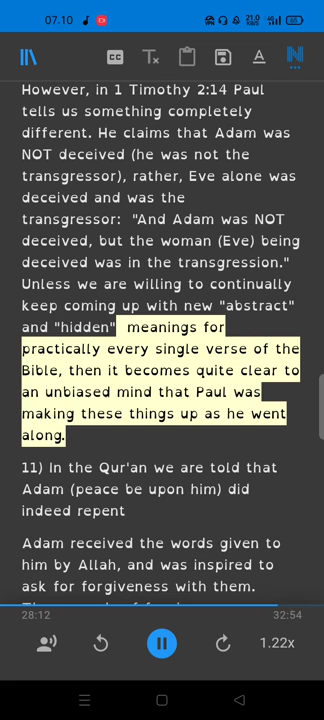 07.10
CC
However, in 1 Timothy 2:14 Paul
tells us something completely
different. He claims that Adam was
NOT deceived (he was not the
transgressor), rather, Eve alone was
deceived and was the
transgressor: "And Adam was NOT
deceived, but the woman (Eve) being
deceived was in the transgression."
Unless we are willing to continually
keep coming up with new "abstract"
and "hidden" meanings for
practically every single verse of the
Bible, then it becomes quite clear to
an unbiased mind that Paul was
making these things up as he went
along.
11) In the Qur'an we are told that
Adam (peace be upon him) did
indeed repent
Adam received the words given to
him by Allah, and was inspired to
ask for forgiveness with them.
28:12
32:54
1.22x